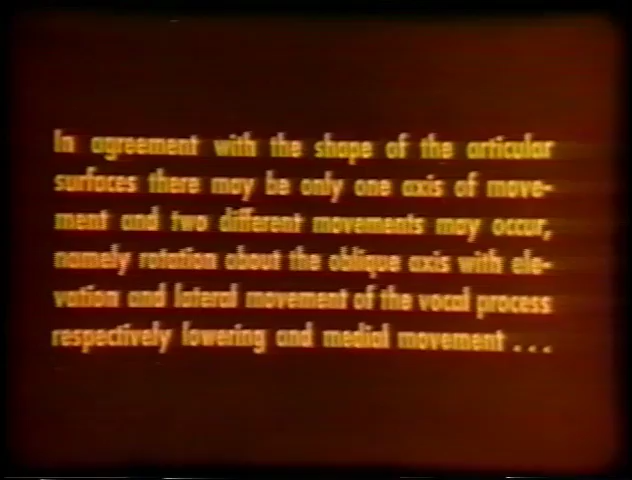 In agreement with the shape of the articular
surfaces there may be only one axis of move-
ment and two different movements may occur,
namely rotation about the oblique axis with ele-
vation and lateral movement of the vocal process
respectively lowering and medial movement . . .